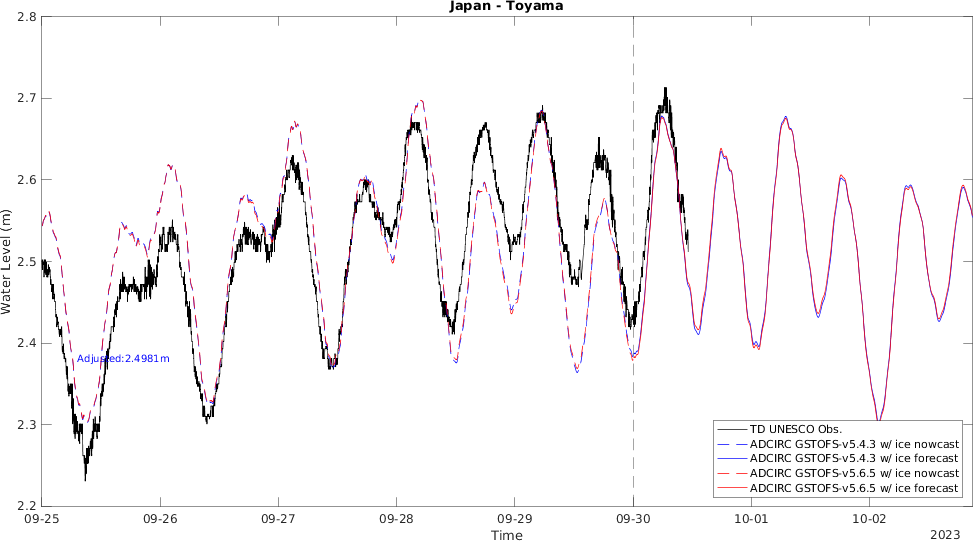 Japan - Toyama
2.8
2.7
2.6
2.5
2.4
2.3
2.2
Water Level (m)
Adjusted:2.4981m
TD UNESCO Obs.
ADCIRC GSTOFS-v5.4.3 w/ ice nowcast
ADCIRC GSTOFS-v5.4.3 w/ ice forecast
ADCIRC GSTOFS-v5.6.5 w/ ice nowcast
ADCIRC GSTOFS-v5.6.5 w/ ice forecast
09-25 09-26 09-27 09-28 09-29 09-30 10-01 10-02
Time
2023